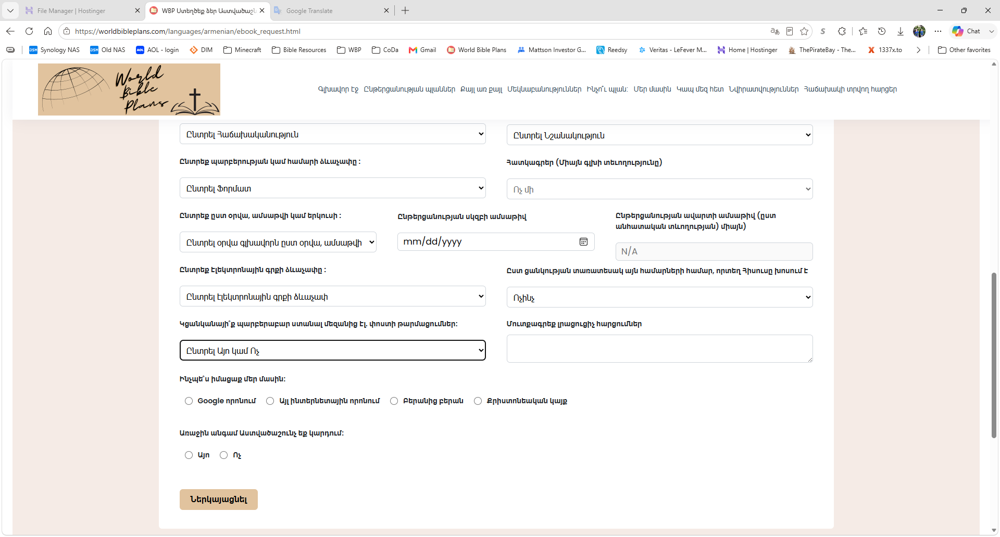 File Manager | Hostinger
WBP Ստեղծեք ձեր Աստվածաշն
Google Translate
https://worldbibleplans.com/languages/armenian/ebook_request.html
Chat
Synology NAS
Old NAS
AOL - login
DIM
Minecraft
Bible Resources
WBP
CoDa
Gmail
World Bible Plans
Mattson Investor G...
Reedsy
Veritas - LeFever M...
Home | Hostinger
ThePirateBay - The...
1337x.to
Other favorites
World
Bible
Plans
Գլխավոր էջ Ընթերցանության պլաններ Քայլ առ քայլ Մեկնաբանություններ Ինչո՞ւ պլան։ Մեր մասին Կապ մեզ հետ Նվիրատվություններ Հաճախակի տրվող հարցեր
Ընտրել Հաճախականություն
Ընտրել Նշանակություն
Ընտրեք պարբերության կամ համարի ձևաչափը :
Հատկագրեր (Միայն գլխի տեւողությունը)
Ընտրել Ֆորմատ
Ոչ մի
Ընտրեք ըստ օրվա, ամսաթվի կամ երկուսի :
Ընթերցանության սկզբի ամսաթիվ
Ընթերցանության ավարտի ամսաթիվ (ըստ
անհատական տևողության) միայն)
Ընտրել օրվա գլխավորն ըստ օրվա, ամսաթվի
mm/dd/yyyy
N/A
Ընտրեք Էլեկտրոնային գրքի ձևաչափը :
Ըստ ցանկության տառատեսակ այն համարների համար, որտեղ Հիսուսը խոսում է
Ընտրել էլեկտրոնային գրքի ձևաչափ
Ոչինչ
Կցանկանայի՞ք պարբերաբար ստանալ մեզանից էլ. փոստի թարմացումներ:
Մուտքագրեք լրացուցիչ հարցումներ
Ընտրել Այո կամ Ոչ
Ինչպե՞ս իմացաք մեր մասին:
Google որոնում
Այլ ինտերնետային որոնում
Բերանից բերան
Քրիստոնեական կայք
Առաջին անգամ Աստվածաշունչ եք կարդում:
Այո
Ոչ
Ներկայացնել